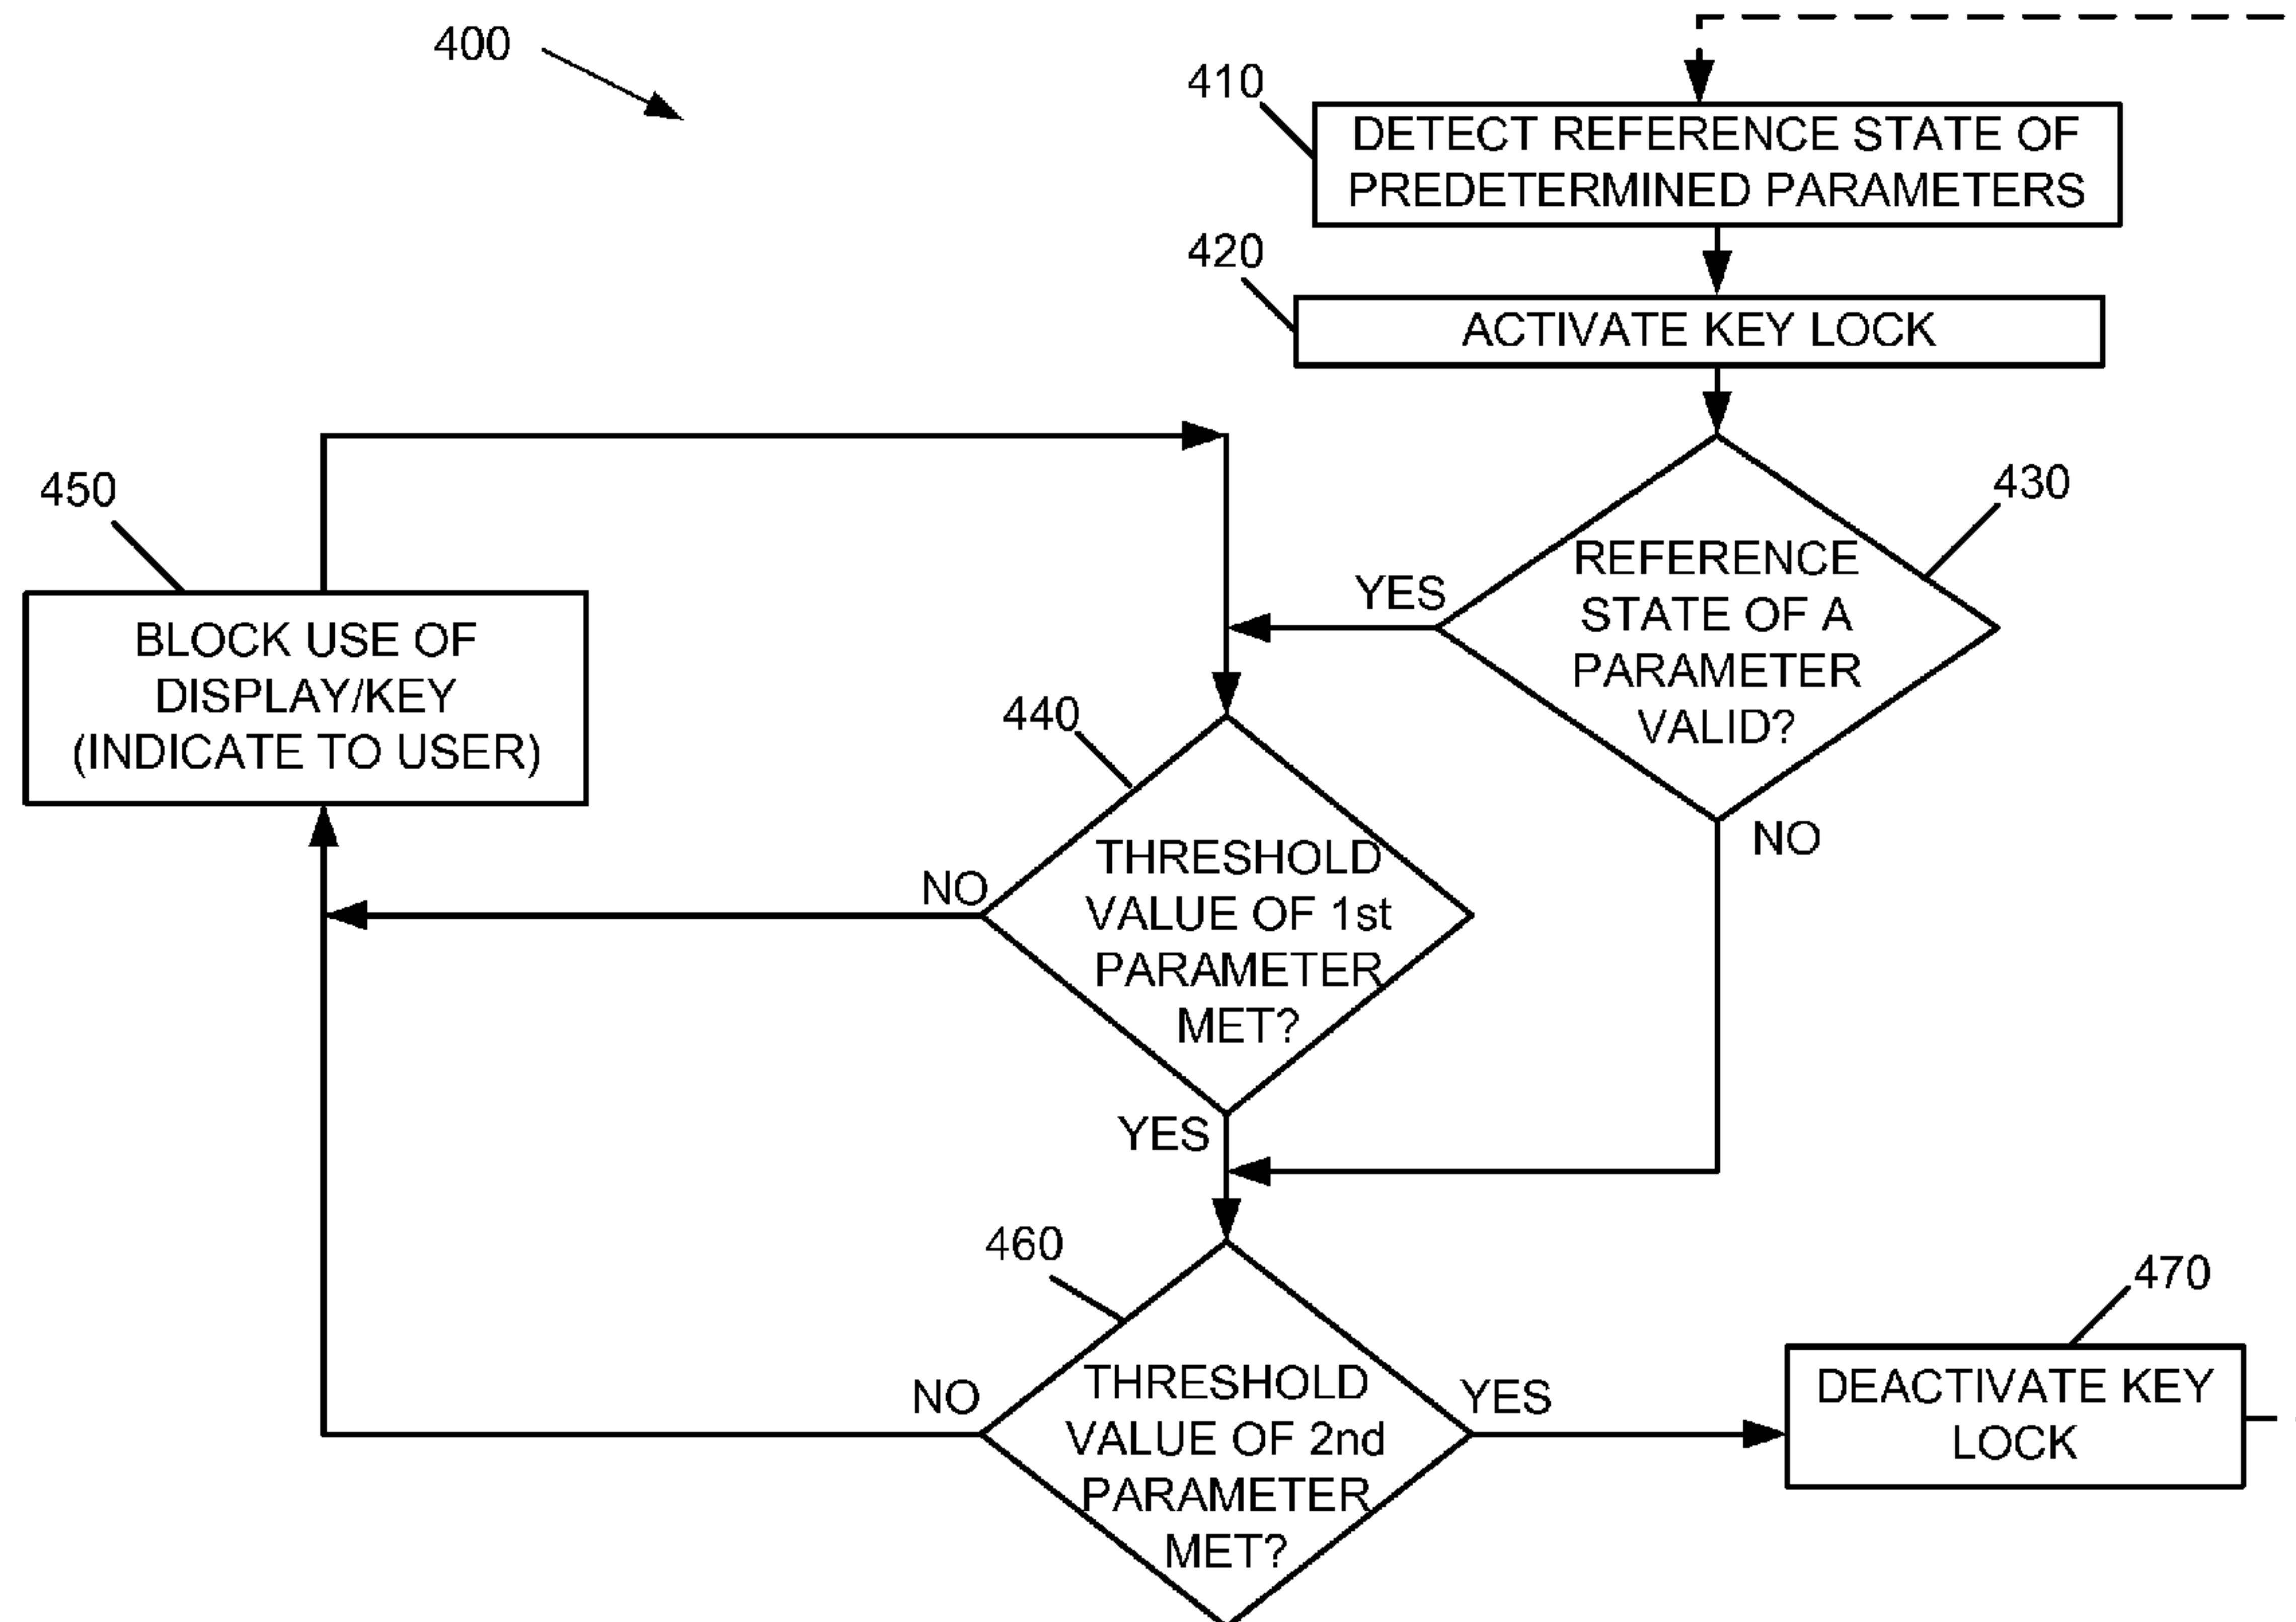 400
410
DETECT REFERENCE STATE OF
PREDETERMINED PARAMETERS
420
ACTIVATE KEY LOCK
430
REFERENCE
STATE OF A
PARAMETER
VALID?
YES
NO
450
BLOCK USE OF
DISPLAY/KEY
(INDICATE TO USER)
440
THRESHOLD
VALUE OF 1st
PARAMETER
MET?
NO
YES
460
THRESHOLD
VALUE OF 2nd
PARAMETER
MET?
NO
YES
470
DEACTIVATE KEY
LOCK